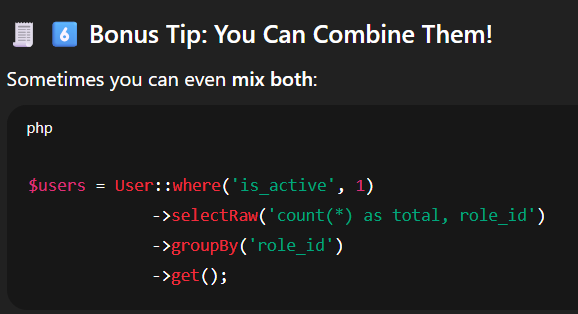 🧾 6️⃣ Bonus Tip: You Can Combine Them!
Sometimes you can even mix both:
php
$users = User::where('is_active', 1)
->selectRaw('count(*) as total, role_id')
->groupBy('role_id')
->get();